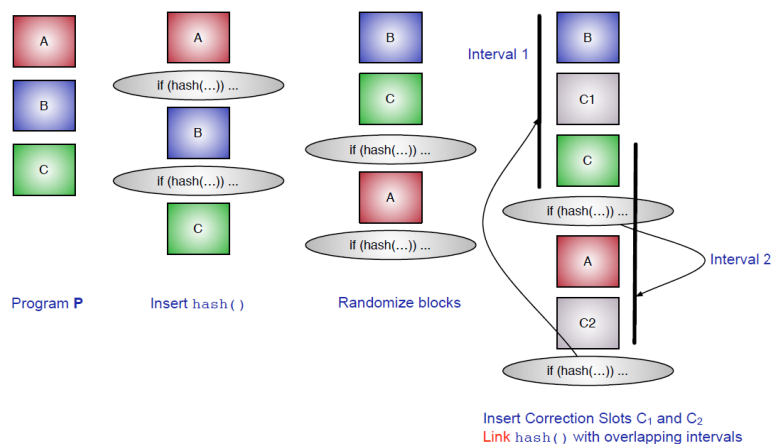 A
B
C
Program P
A
if (hash(...)) ...
B
if (hash(...)) ...
C
Insert hash()
B
C
if (hash(...)) ...
A
if (hash(...)) ...
Randomize blocks
Interval 1
B
C1
C
if (hash(...)) ...
A
Interval 2
C2
if (hash(...)) ...
Insert Correction Slots C1 and C2
Link hash() with overlapping intervals